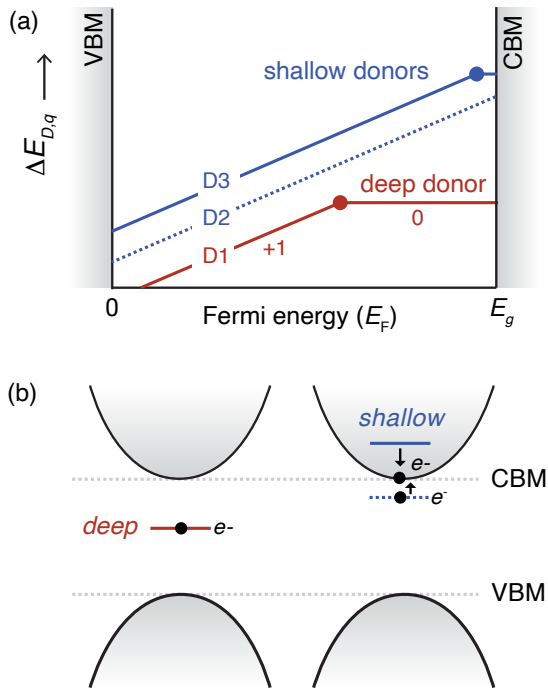 (a)
VBM
CBM
shallow donors
ΔE_{D,q}
D3
D2
D1
deep donor
+1
0
0
Fermi energy (E_F)
E_g
(b)
shallow
e-
CBM
e⁻
deep
e-
VBM